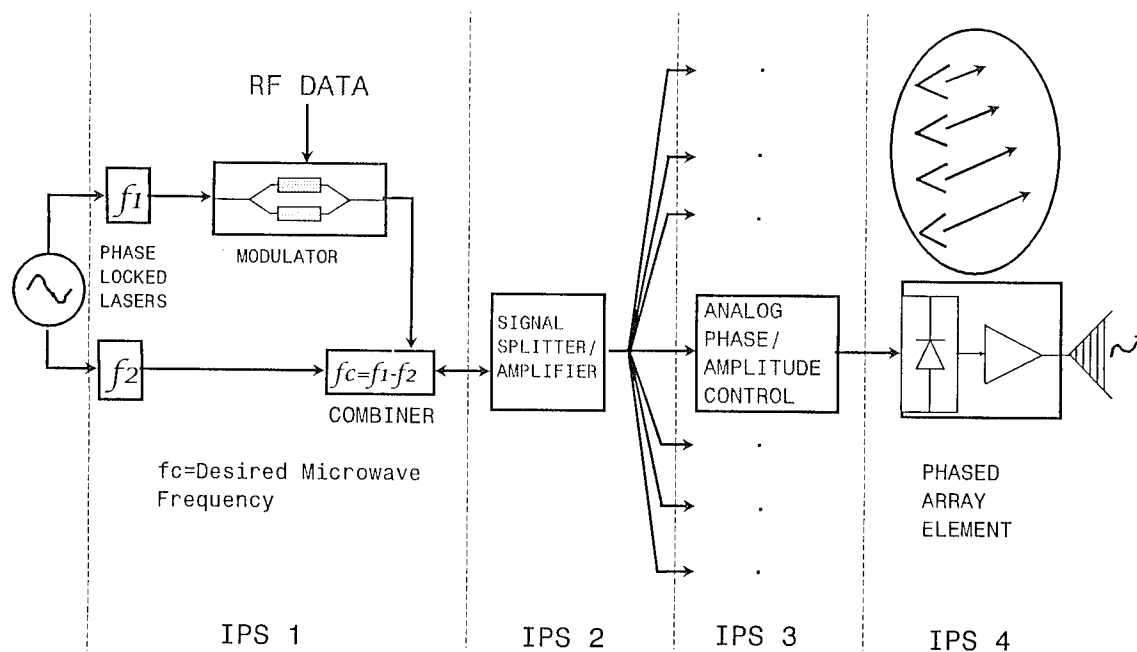 RF DATA
f1
PHASE
LOCKED
LASERS
MODULATOR
f2
fc=f1-f2
COMBINER
fc=Desired Microwave
Frequency
SIGNAL
SPLITTER/
AMPLIFIER
ANALOG
PHASE/
AMPLITUDE
CONTROL
PHASED
ARRAY
ELEMENT
IPS 1
IPS 2
IPS 3
IPS 4